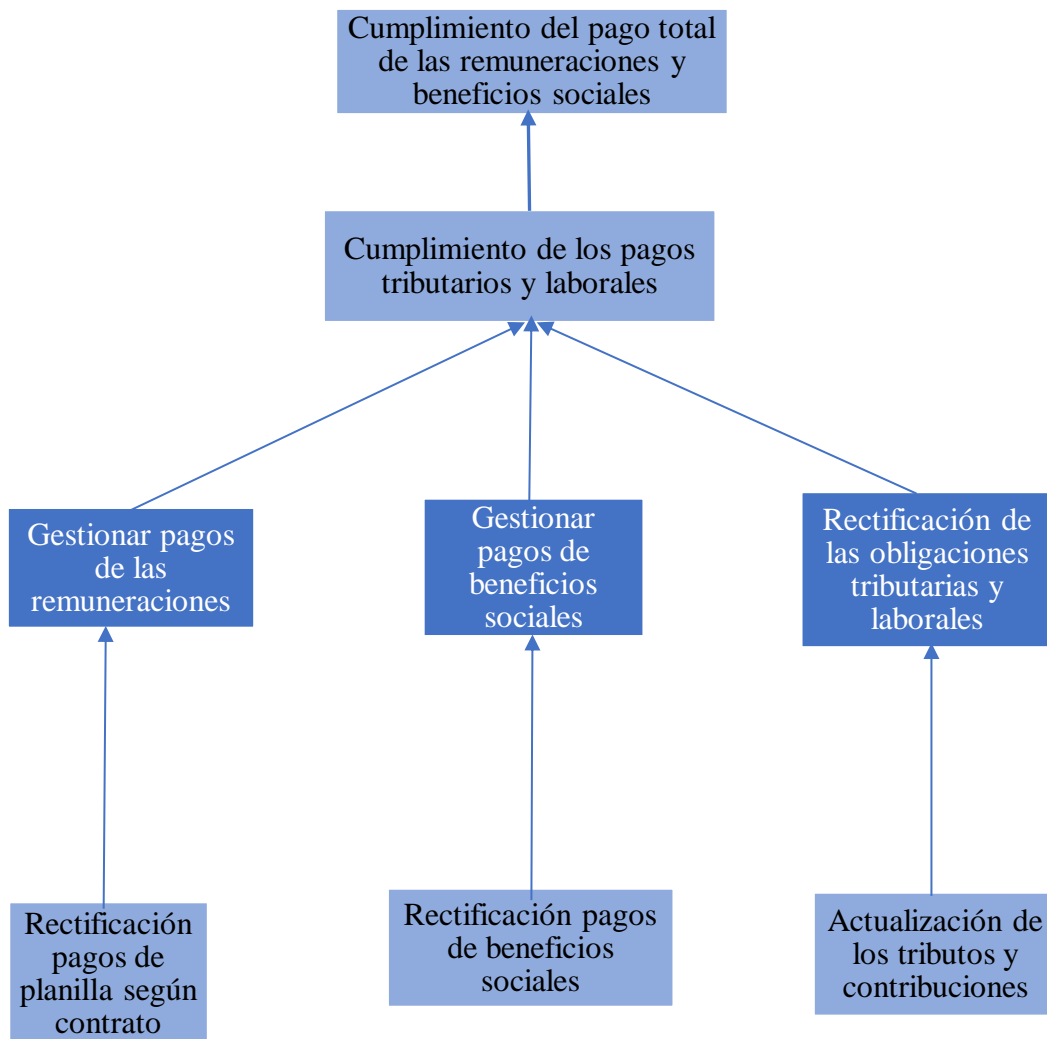 Cumplimiento del pago total
de las remuneraciones y
beneficios sociales
Cumplimiento de los pagos
tributarios y laborales
Gestionar pagos
de las
remuneraciones
Gestionar
pagos de
beneficios
sociales
Rectificación de
las obligaciones
tributarias y
laborales
Rectificación
pagos de
planilla según
contrato
Rectificación pagos
de beneficios
sociales
Actualización de
los tributos y
contribuciones